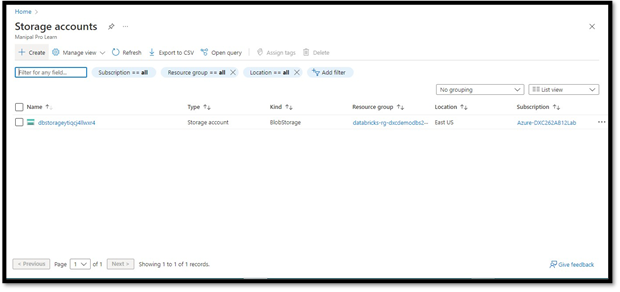 Home >
Storage accounts
Manipal Pro Learn
+ Create Manage view Refresh Export to CSV Open query Assign tags Delete
Filter for any field... Subscription == all Resource group == all Location == all Add filter
No grouping List view
Name Type Kind Resource group Location Subscription
Storage account BlobStorage databricks-rg-dxcdemodbs2-- East US Azure-DXC262AB12Lab
< Previous Page 1 of 1 Next > Showing 1 to 1 of 1 records. Give feedback